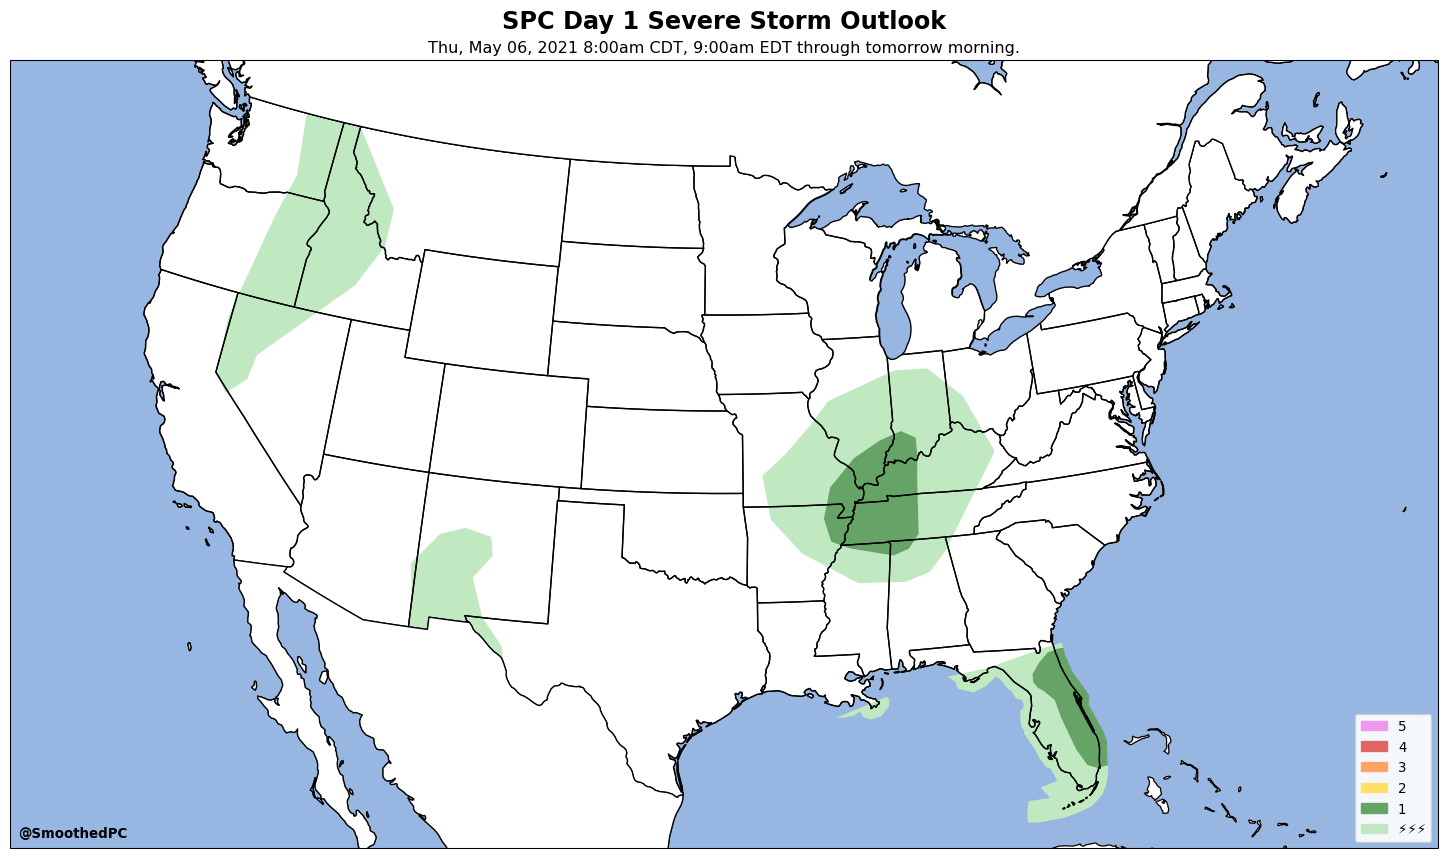 SPC Day 1 Severe Storm Outlook
Thu, May 06, 2021 8:00am CDT, 9:00am EDT through tomorrow morning.
5
4
3
2
1
⚡⚡⚡
@SmoothedPC